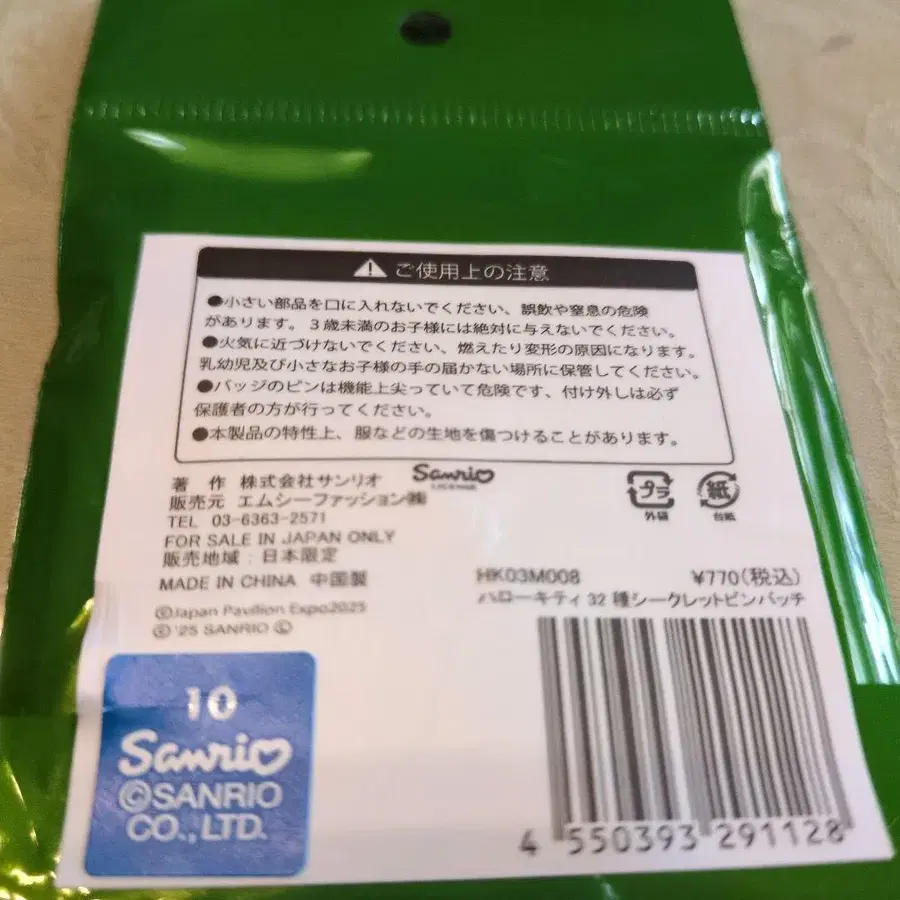 ⚠ ご使用上の注意
●小さい部品を口に入れないでください、誤飲や窒息の危険
があります。3歳未満のお子様には絶対に与えないでください。
●火気に近づけないでください、燃えたり変形の原因になります。
乳幼児及び小さなお子様の手の届かない場所に保管してください。
●バッジのピンは機能上尖っていて危険です、付け外しは必ず
保護者の方が行ってください。
●本製品の特性上、服などの生地を傷つけることがあります。
著 作 株式会社サンリオ
Sanrio
LICENSE
販売元 エムシーファッション㈱
TEL 03-6363-2571
FOR SALE IN JAPAN ONLY
販売地域：日本限定
MADE IN CHINA 中国製
©Japan Pavilion Expo2025
© '25 SANRIO Ⓛ
プラ
外袋
紙
台紙
HK03M008 ¥770(税込)
ハローキティ 32 種シークレットピンバッチ
4 550393 291128
10
Sanrio
©SANRIO
CO., LTD.